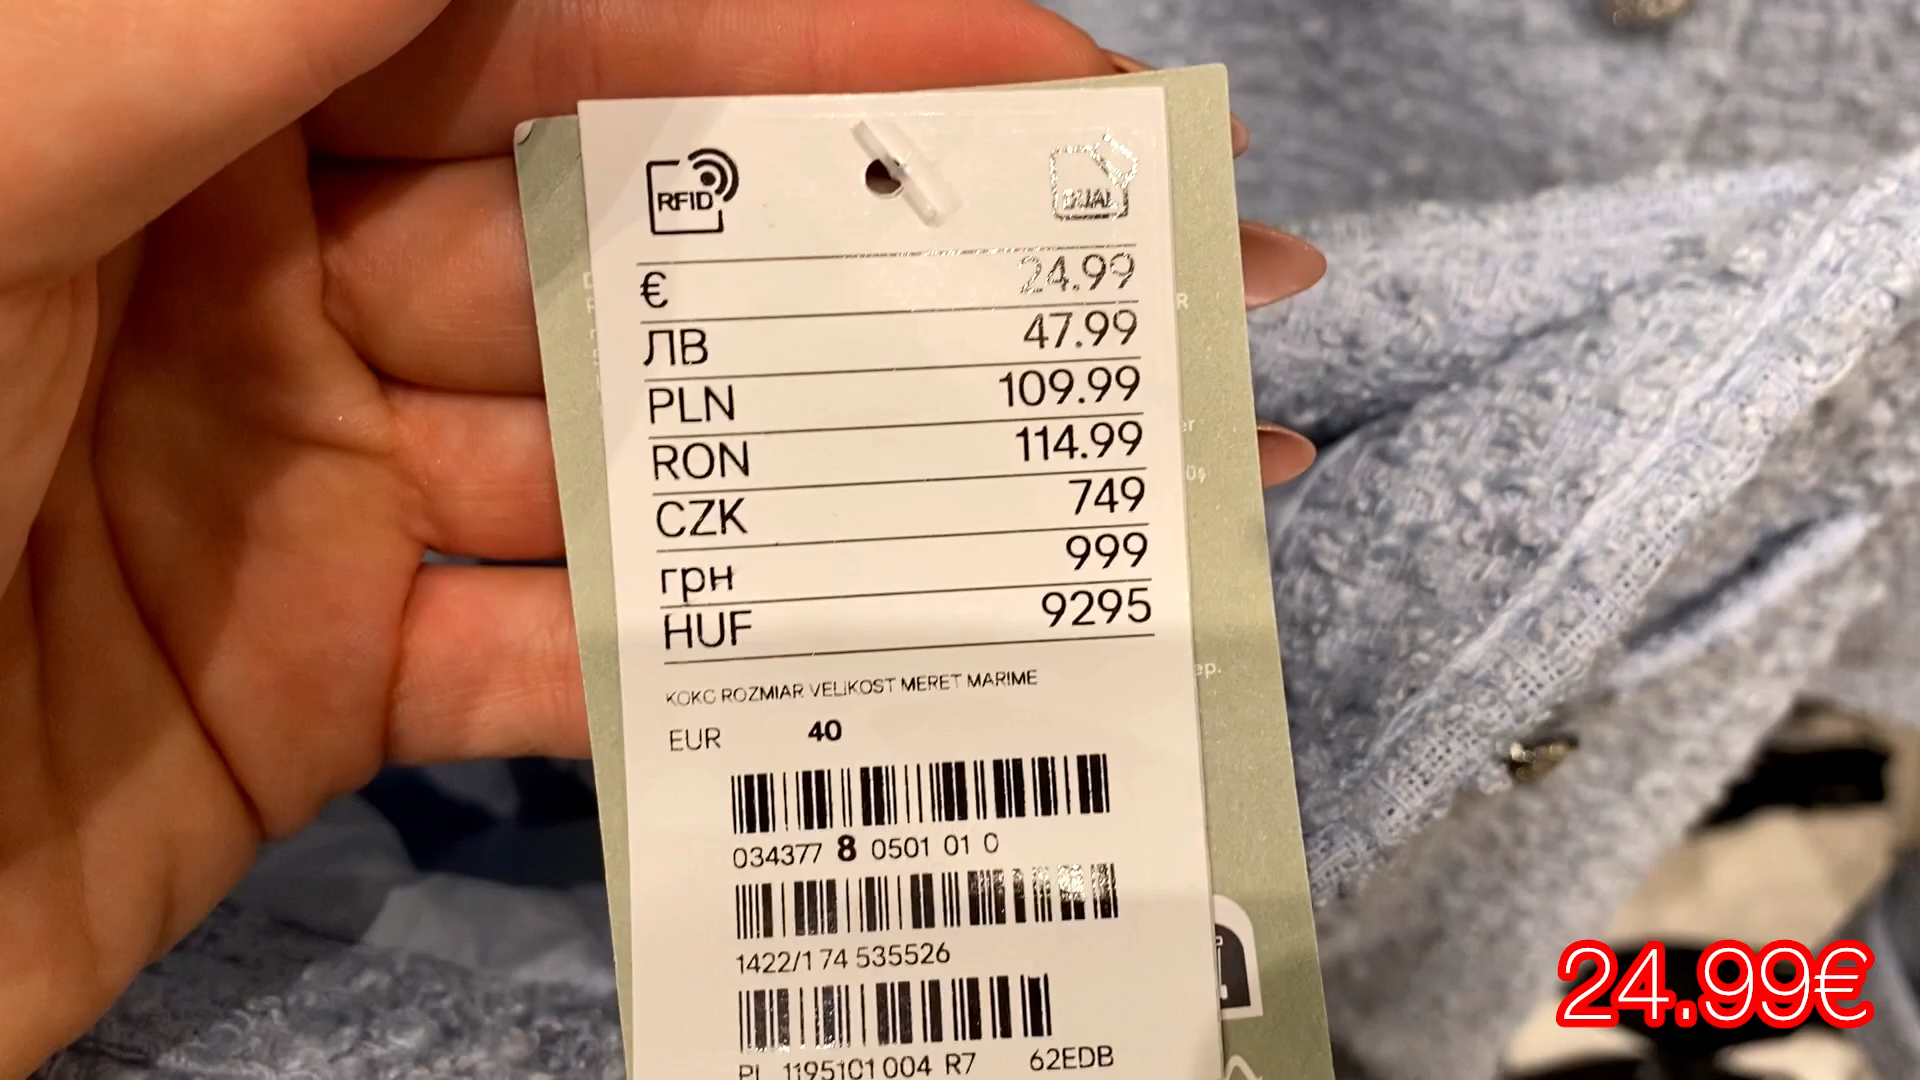 RFID
DUAL
€ 24.99
ЛВ 47.99
PLN 109.99
RON 114.99
CZK 749
грн 999
HUF 9295
KOKO ROZMIAR VELIKOST MERET MARIME
EUR 40
034377 8 0501 01 0
1422/1 74 535526
PL 1195101 004 R7 62EDB
24.99€